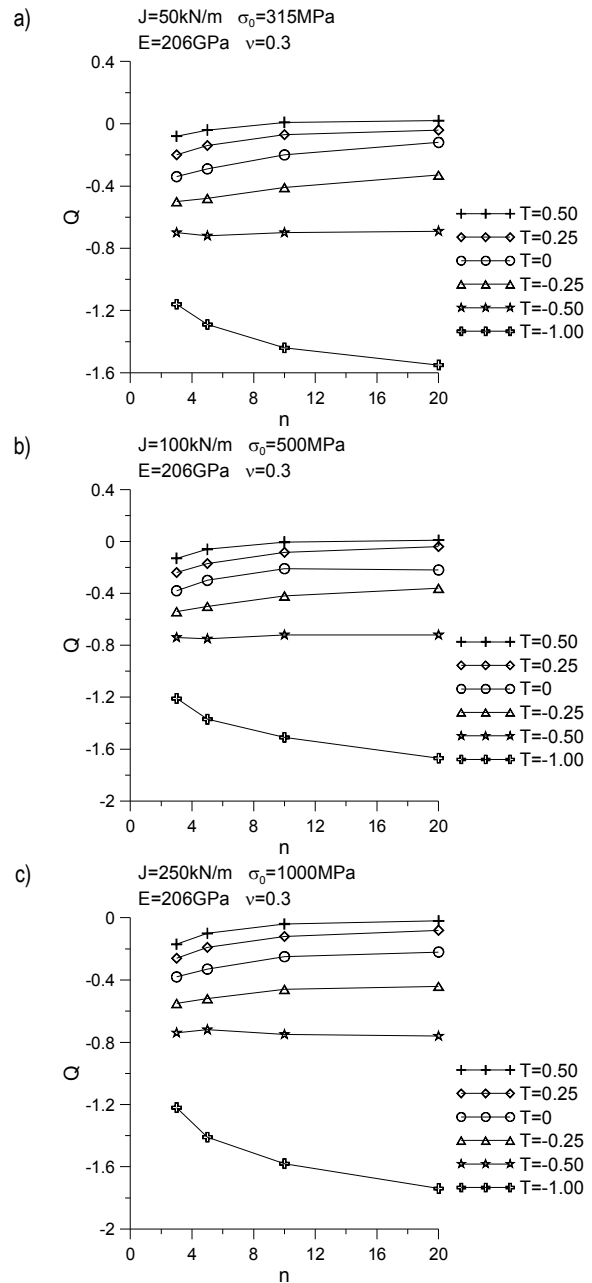 a)
J=50kN/m σ₀=315MPa
E=206GPa ν=0.3
0.4
0
-0.4
-0.8
-1.2
-1.6
Q
0 4 8 12 16 20
n
T=0.50
T=0.25
T=0
T=-0.25
T=-0.50
T=-1.00
b)
J=100kN/m σ₀=500MPa
E=206GPa ν=0.3
0.4
0
-0.4
-0.8
-1.2
-1.6
-2
Q
0 4 8 12 16 20
n
T=0.50
T=0.25
T=0
T=-0.25
T=-0.50
T=-1.00
c)
J=250kN/m σ₀=1000MPa
E=206GPa ν=0.3
0
-0.4
-0.8
-1.2
-1.6
-2
Q
0 4 8 12 16 20
n
T=0.50
T=0.25
T=0
T=-0.25
T=-0.50
T=-1.00